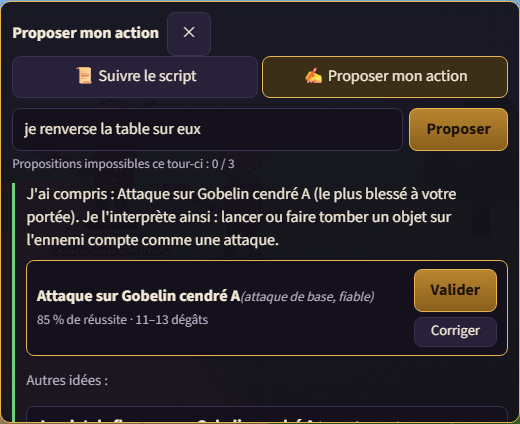 Proposer mon action ×
📜 Suivre le script ✍️ Proposer mon action
je renverse la table sur eux Proposer
Propositions impossibles ce tour-ci : 0 / 3
J'ai compris : Attaque sur Gobelin cendré A (le plus blessé à votre
portée). Je l'interprète ainsi : lancer ou faire tomber un objet sur
l'ennemi compte comme une attaque.
Attaque sur Gobelin cendré A(attaque de base, fiable) Valider
85 % de réussite · 11–13 dégâts
Corriger
Autres idées :